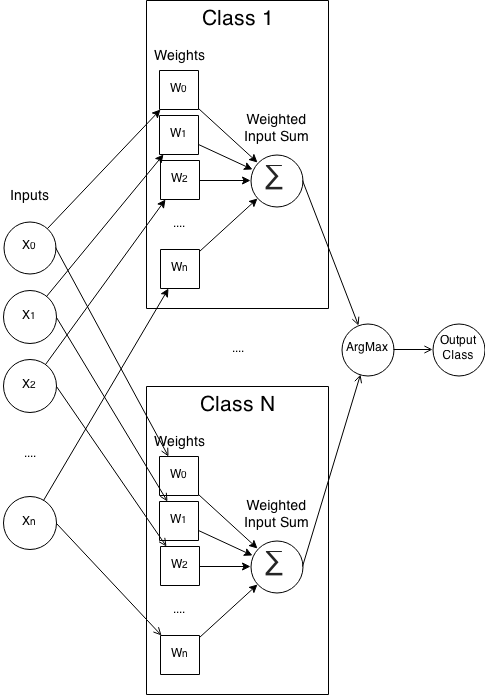 Class 1
Weights
W0
W1
W2
....
Wn
Weighted
Input Sum
∑
Inputs
X0
X1
X2
....
Xn
....
ArgMax
Output
Class
Class N
Weights
W0
W1
W2
....
Wn
Weighted
Input Sum
∑